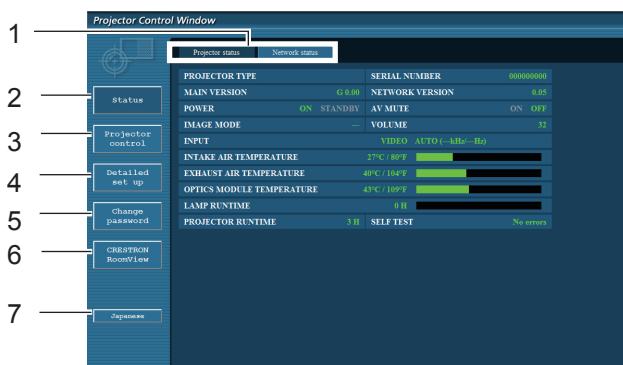 Projector Control Window
1
Projector status Network status
PROJECTOR TYPE SERIAL NUMBER 000000000
MAIN VERSION G 0.00 NETWORK VERSION 0.05
2 Status
POWER ON STANDBY AV MUTE ON OFF
IMAGE MODE --- VOLUME 32
3 Projector control
INPUT VIDEO AUTO (---kHz/---Hz)
INTAKE AIR TEMPERATURE 27°C / 80°F
4 Detailed set up
EXHAUST AIR TEMPERATURE 40°C / 104°F
OPTICS MODULE TEMPERATURE 43°C / 109°F
LAMP RUNTIME 0 H
5 Change password
PROJECTOR RUNTIME 3 H SELF TEST No errors
6 CRESTRON RoomView
7 Japanese